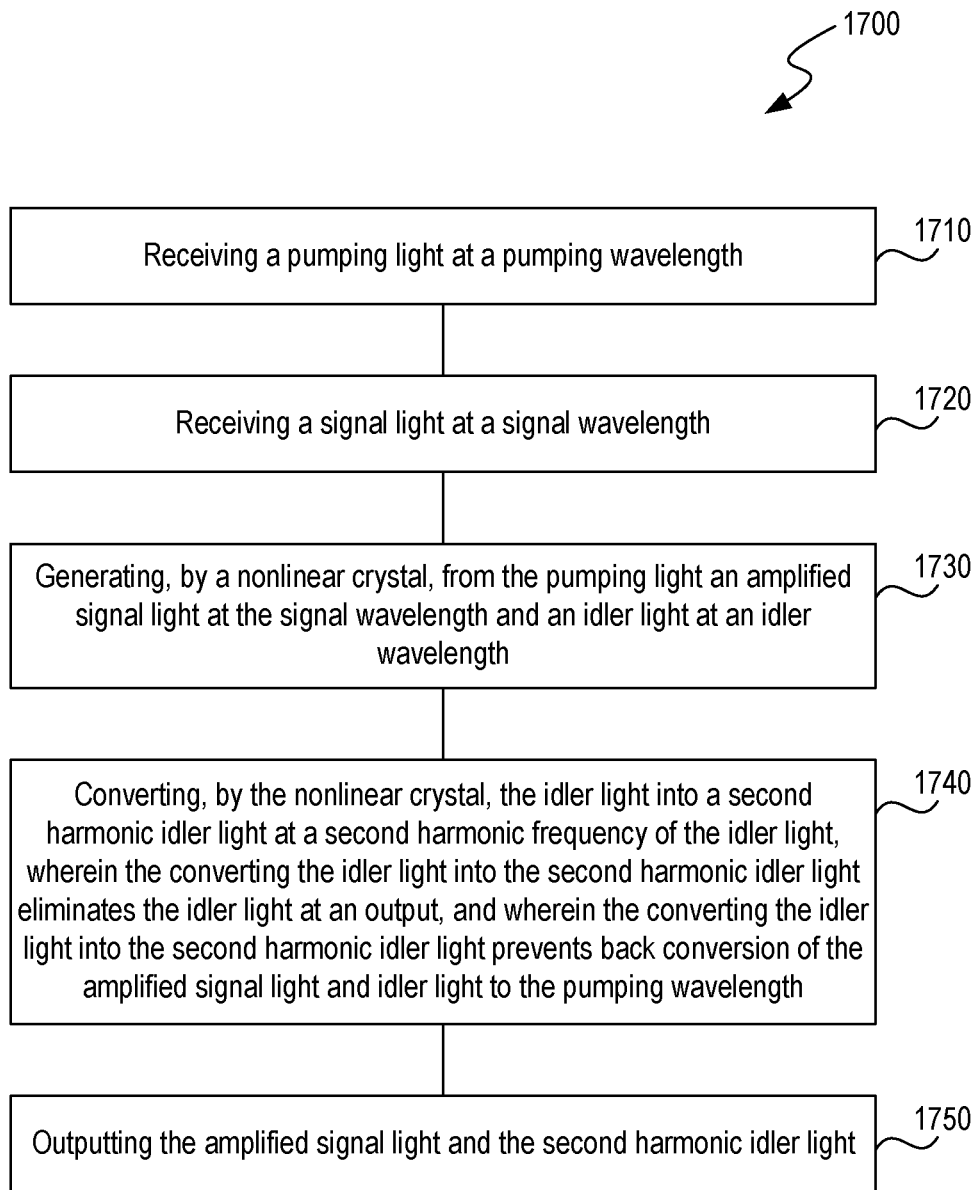 1700
Receiving a pumping light at a pumping wavelength
1710
Receiving a signal light at a signal wavelength
1720
Generating, by a nonlinear crystal, from the pumping light an amplified
signal light at the signal wavelength and an idler light at an idler
wavelength
1730
Converting, by the nonlinear crystal, the idler light into a second
harmonic idler light at a second harmonic frequency of the idler light,
wherein the converting the idler light into the second harmonic idler light
eliminates the idler light at an output, and wherein the converting the idler
light into the second harmonic idler light prevents back conversion of the
amplified signal light and idler light to the pumping wavelength
1740
Outputting the amplified signal light and the second harmonic idler light
1750